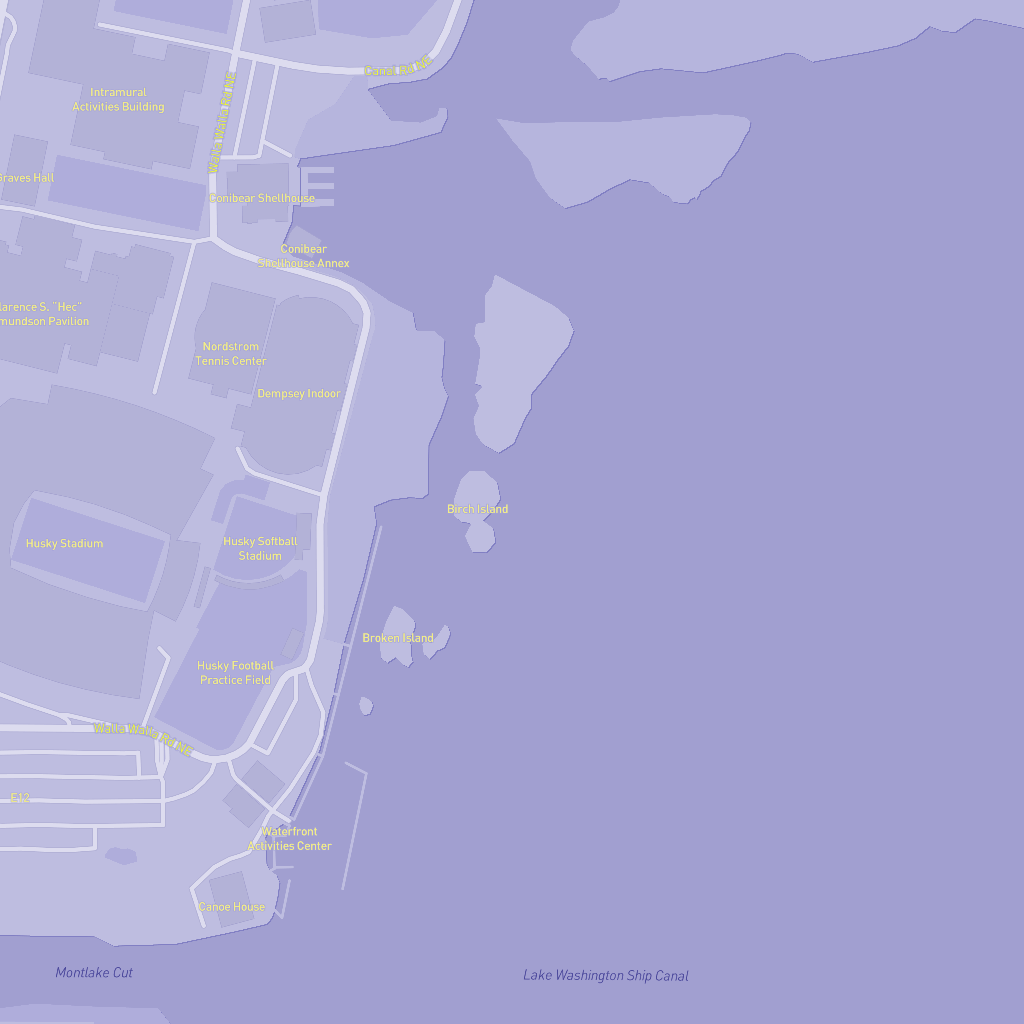 Canal Rd NE
Intramural
Activities Building
Walla Walla Rd NE
Graves Hall
Conibear Shellhouse
Conibear
Shellhouse Annex
larence S. "Hec"
mundson Pavilion
Nordstrom
Tennis Center
Dempsey Indoor
Birch Island
Husky Stadium
Husky Softball
Stadium
Broken Island
Husky Football
Practice Field
Walla Walla Rd NE
E12
Waterfront
Activities Center
Canoe House
Montlake Cut
Lake Washington Ship Canal